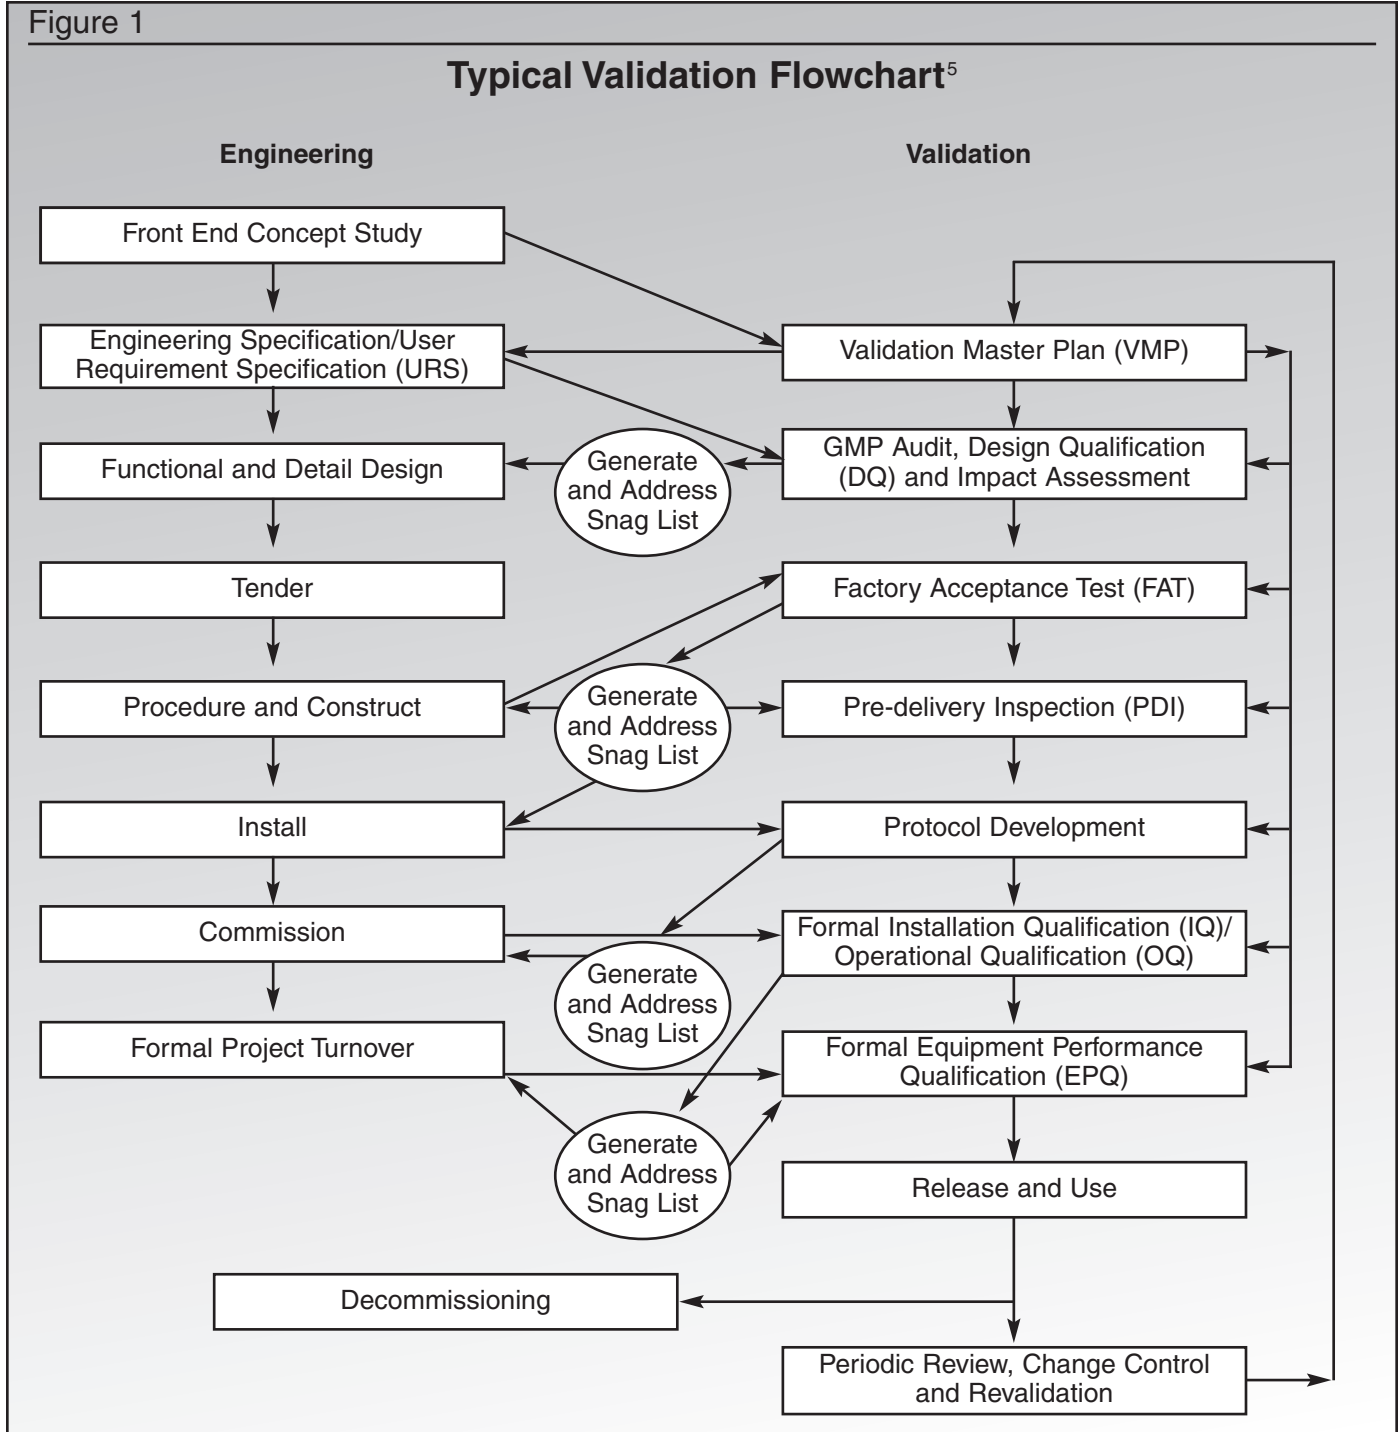 Figure 1
Typical Validation Flowchart5
Engineering
Validation
Front End Concept Study
Engineering Specification/User
Requirement Specification (URS)
Validation Master Plan (VMP)
Functional and Detail Design
Generate
and Address
Snag List
GMP Audit, Design Qualification
(DQ) and Impact Assessment
Tender
Factory Acceptance Test (FAT)
Procedure and Construct
Generate
and Address
Snag List
Pre-delivery Inspection (PDI)
Install
Protocol Development
Commission
Formal Installation Qualification (IQ)/
Operational Qualification (OQ)
Generate
and Address
Snag List
Formal Project Turnover
Formal Equipment Performance
Qualification (EPQ)
Generate
and Address
Snag List
Release and Use
Decommissioning
Periodic Review, Change Control
and Revalidation